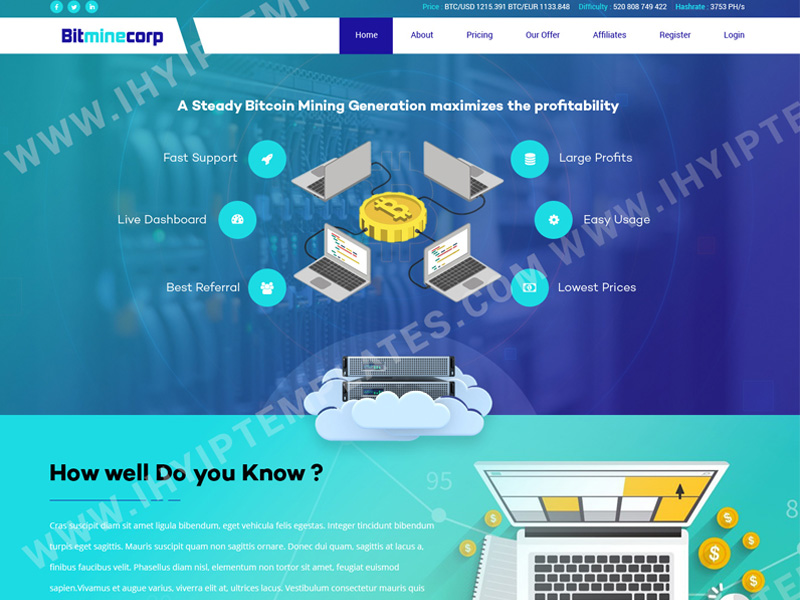 Price : BTC/USD 1215.391 BTC/EUR 1133.848 Difficulty : 520 808 749 422 Hashrate : 3753 PH/s
Bitminecorp
Home About Pricing Our Offer Affiliates Register Login
A Steady Bitcoin Mining Generation maximizes the profitability
Fast Support Large Profits
Live Dashboard Easy Usage
Best Referral Lowest Prices
WWW.IHYIPTEMPLATES.COM WWW.IHYIPTE
WWW.IHYIP
How well Do you Know ?
95
8
Cras suscipit diam sit amet ligula bibendum, eget vehicula felis egestas. Integer tincidunt bibendum
turpis eget sagittis. Mauris suscipit quam non sagittis ornare. Donec dui quam, sagittis at lacus a,
finibus faucibus velit. Phasellus diam nisl, elementum non tortor sit amet, feugiat euismod
sapien.Vivamus et augue varius, viverra elit at, ultrices lacus. Vestibulum consectetur mauris quis